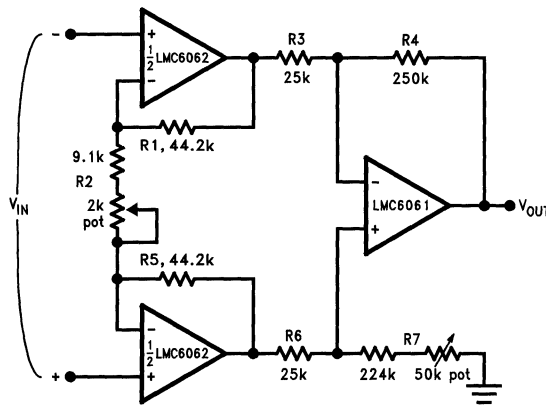 -
+
½ LMC6062
-
R3
25k
R4
250k
R1, 44.2k
9.1k
R2
2k
pot
VIN
-
LMC6061
+
VOUT
R5, 44.2k
-
½ LMC6062
+
+
R6
25k
R7
224k
50k pot